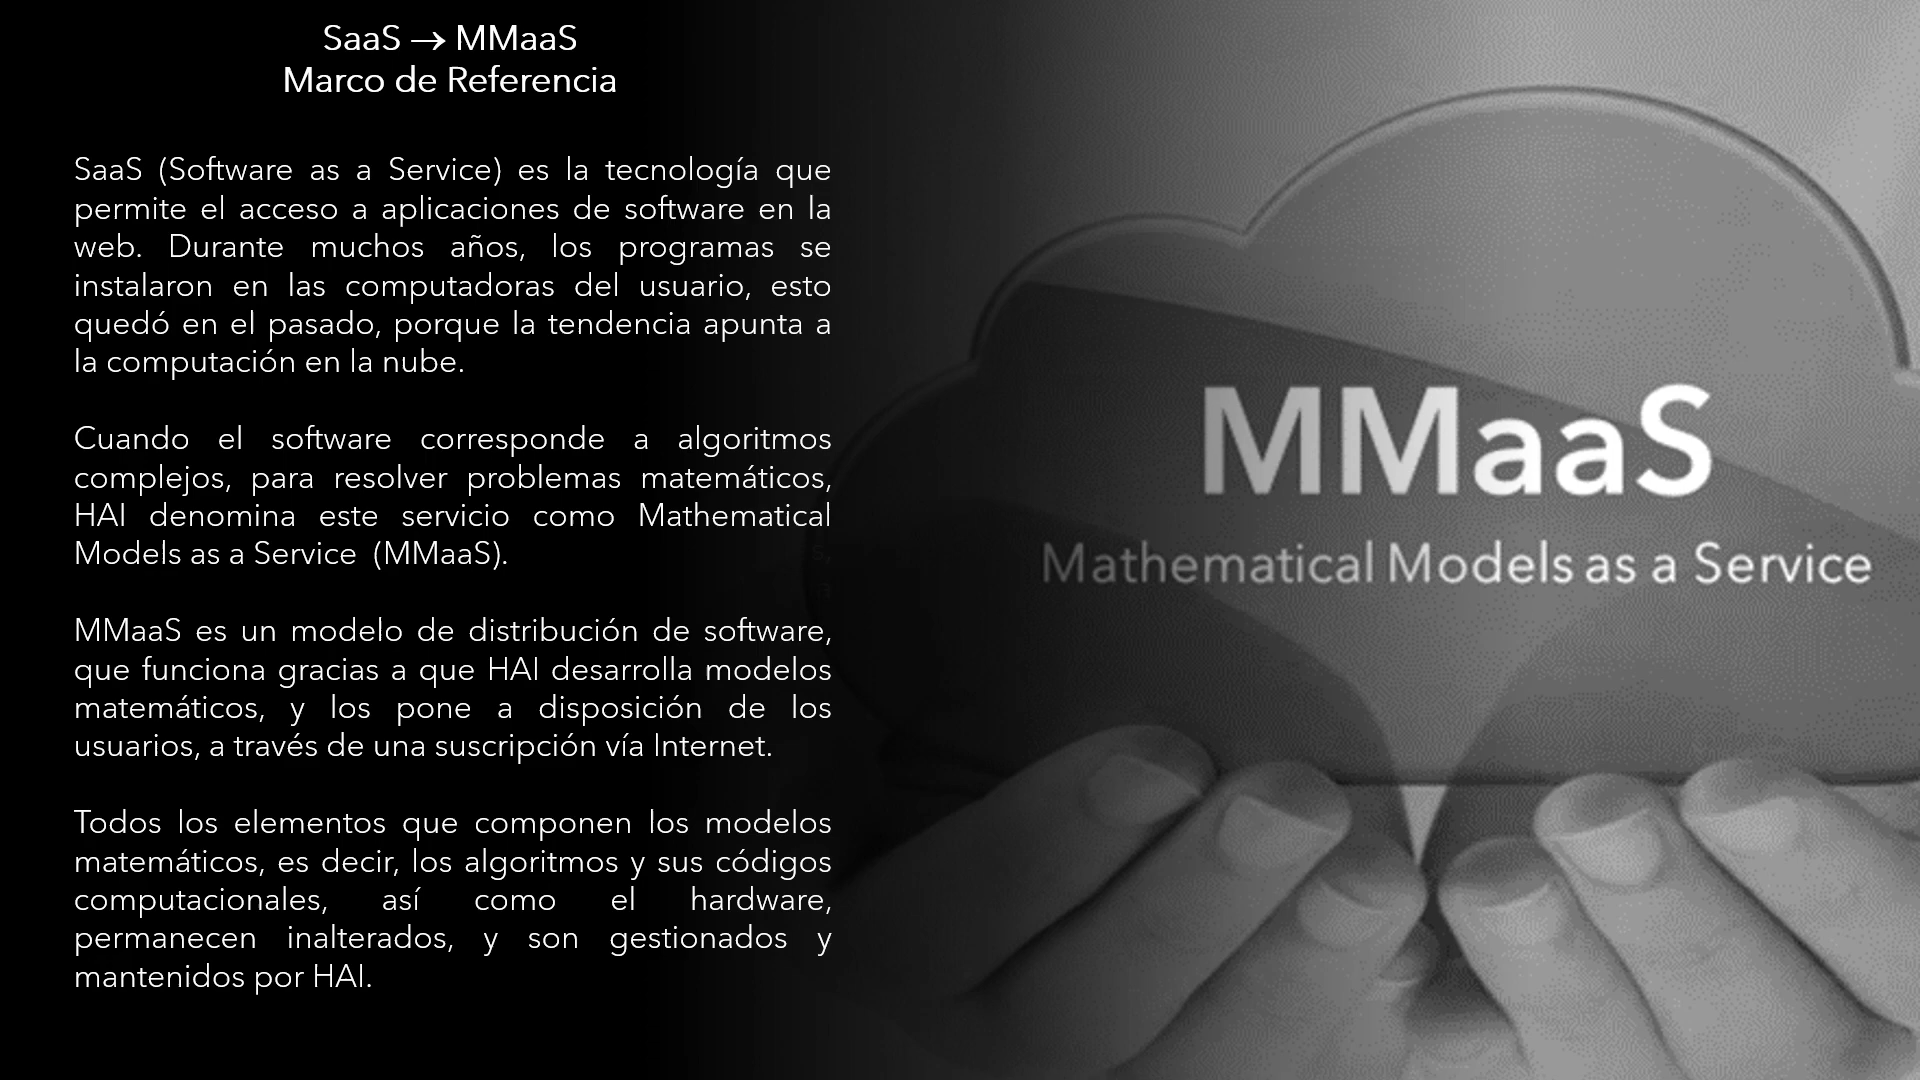 SaaS → MMaaS
Marco de Referencia
SaaS (Software as a Service) es la tecnología que
permite el acceso a aplicaciones de software en la
web. Durante muchos años, los programas se
instalaron en las computadoras del usuario, esto
quedó en el pasado, porque la tendencia apunta a
la computación en la nube.
Cuando el software corresponde a algoritmos
complejos, para resolver problemas matemáticos,
HAI denomina este servicio como Mathematical
Models as a Service  (MMaaS).
MMaaS es un modelo de distribución de software,
que funciona gracias a que HAI desarrolla modelos
matemáticos, y los pone a disposición de los
usuarios, a través de una suscripción vía Internet.
Todos los elementos que componen los modelos
matemáticos, es decir, los algoritmos y sus códigos
computacionales, así como el hardware,
permanecen inalterados, y son gestionados y
mantenidos por HAI.
MMaaS
Mathematical Models as a Service